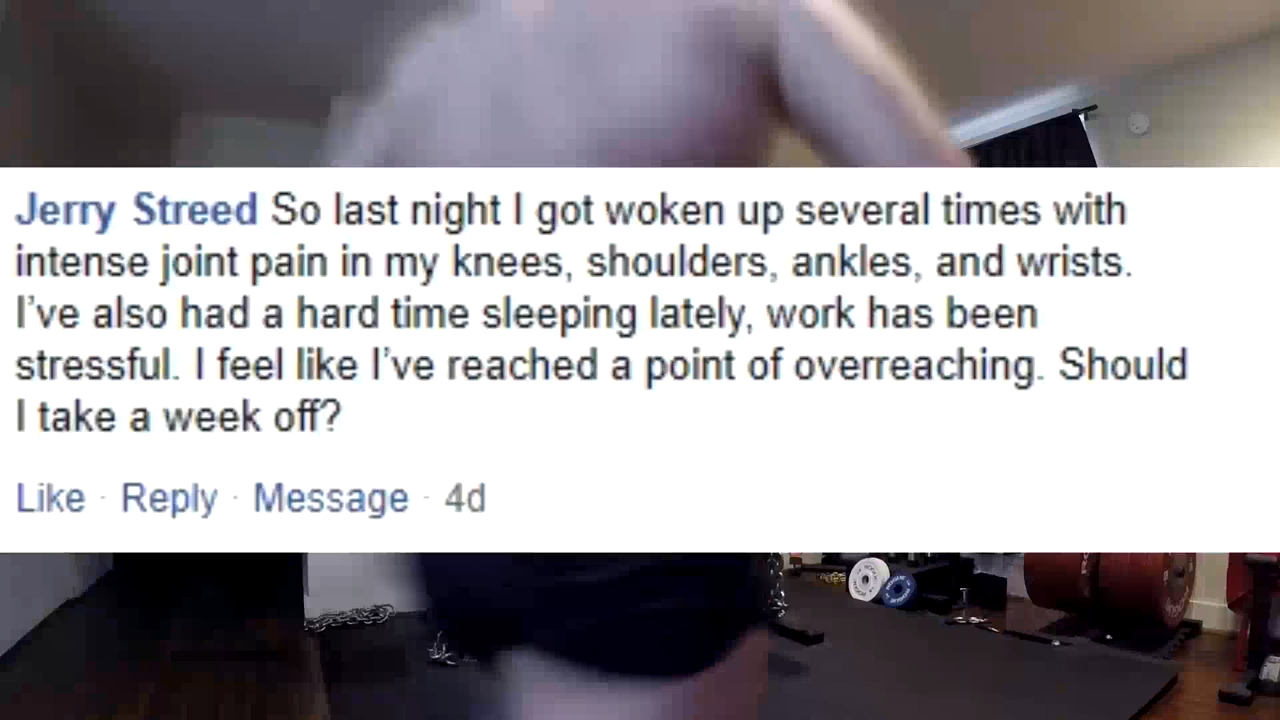 Jerry Streed So last night I got woken up several times with
intense joint pain in my knees, shoulders, ankles, and wrists.
I've also had a hard time sleeping lately, work has been
stressful. I feel like I've reached a point of overreaching. Should
I take a week off?
Like · Reply · Message · 4d